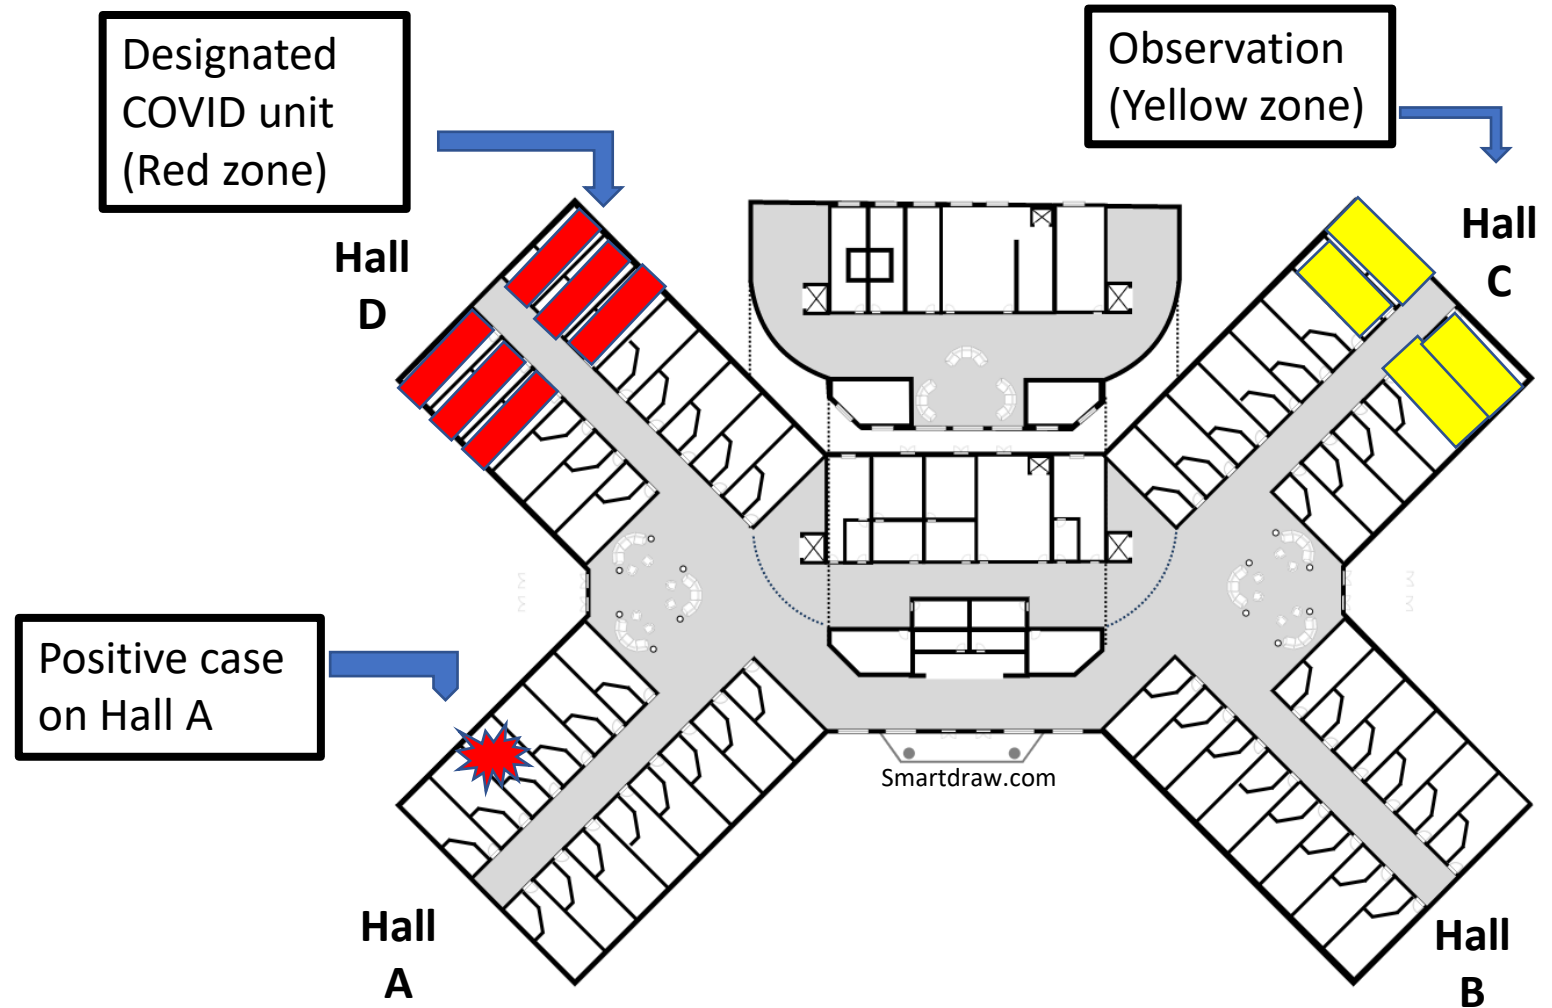 Designated
COVID unit
(Red zone)
Observation
(Yellow zone)
Hall
D
Hall
C
Positive case
on Hall A
Smartdraw.com
Hall
A
Hall
B